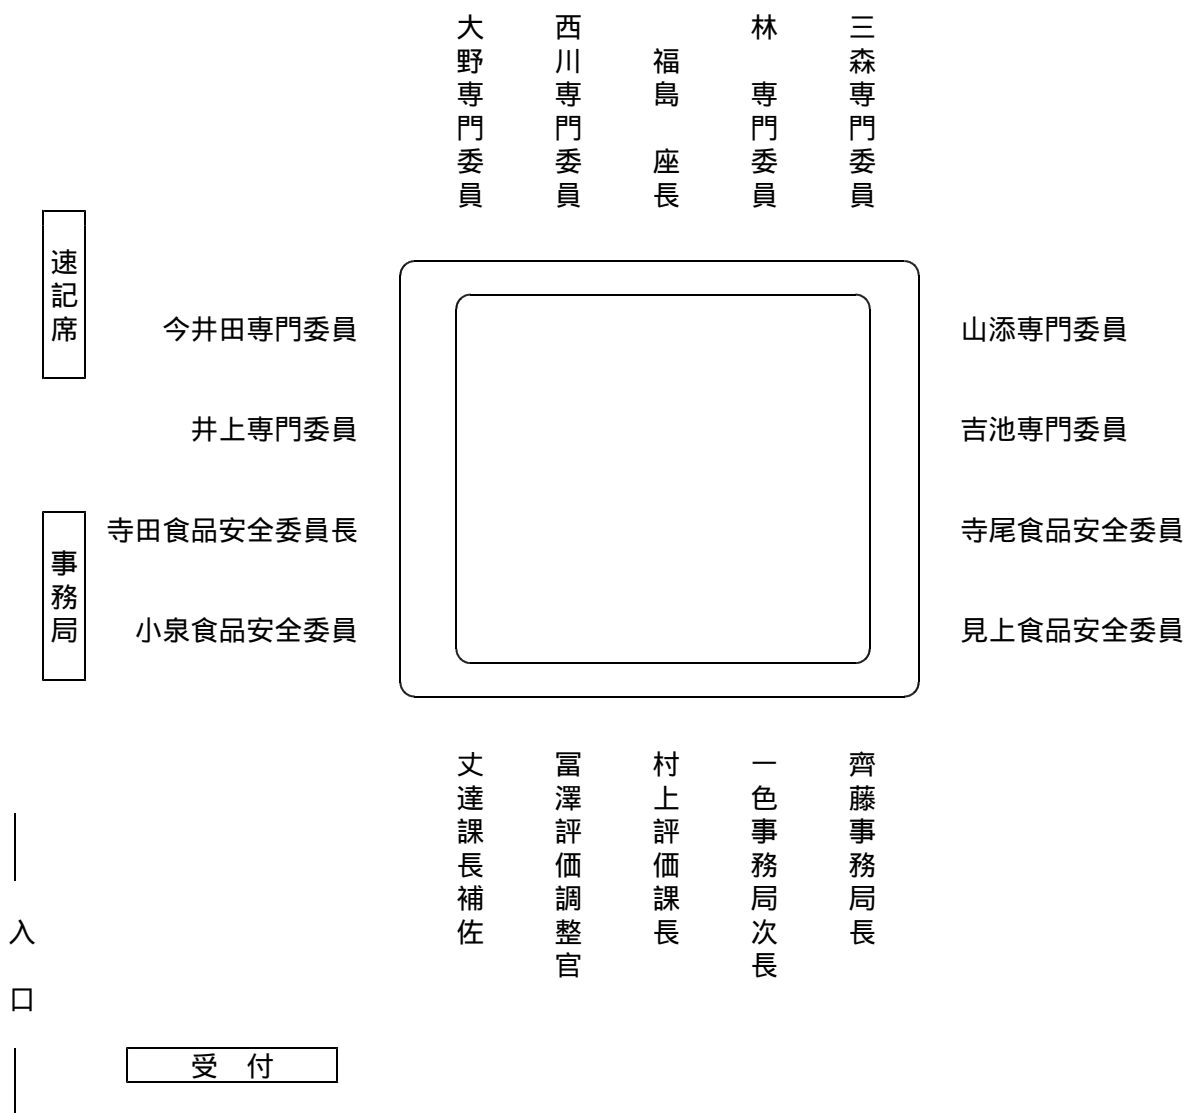 大野専門委員
西川専門委員
福島　座長
林　専門委員
三森専門委員
速記席
今井田専門委員
山添専門委員
井上専門委員
吉池専門委員
事務局
寺田食品安全委員長
寺尾食品安全委員
小泉食品安全委員
見上食品安全委員
丈達課長補佐
冨澤評価調整官
村上評価課長
一色事務局次長
齊藤事務局長
入口
受　付